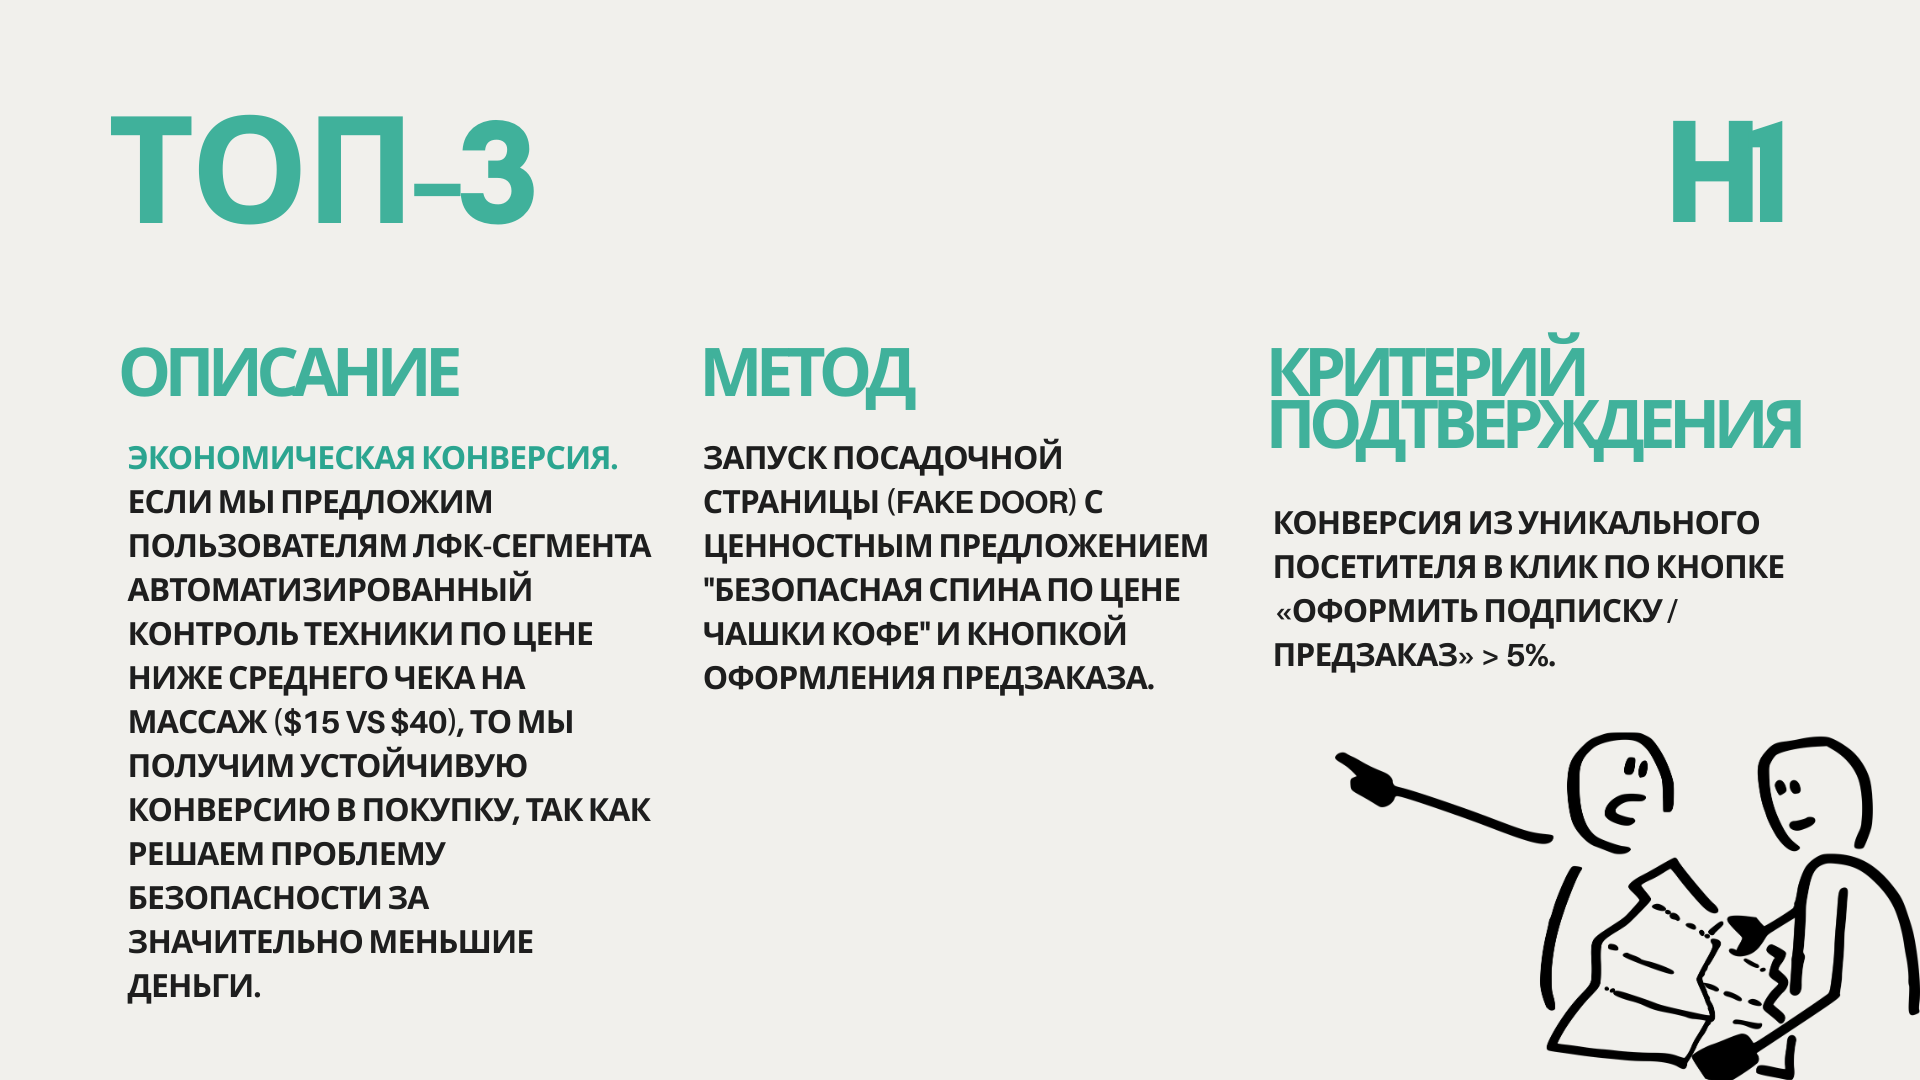 ТОП-3
H1
ОПИСАНИЕ
ЭКОНОМИЧЕСКАЯ КОНВЕРСИЯ.
ЕСЛИ МЫ ПРЕДЛОЖИМ
ПОЛЬЗОВАТЕЛЯМ ЛФК-СЕГМЕНТА
АВТОМАТИЗИРОВАННЫЙ
КОНТРОЛЬ ТЕХНИКИ ПО ЦЕНЕ
НИЖЕ СРЕДНЕГО ЧЕКА НА
МАССАЖ ($15 VS $40), ТО МЫ
ПОЛУЧИМ УСТОЙЧИВУЮ
КОНВЕРСИЮ В ПОКУПКУ, ТАК КАК
РЕШАЕМ ПРОБЛЕМУ
БЕЗОПАСНОСТИ ЗА
ЗНАЧИТЕЛЬНО МЕНЬШИЕ
ДЕНЬГИ.
МЕТОД
ЗАПУСК ПОСАДОЧНОЙ
СТРАНИЦЫ (FAKE DOOR) С
ЦЕННОСТНЫМ ПРЕДЛОЖЕНИЕМ
"БЕЗОПАСНАЯ СПИНА ПО ЦЕНЕ
ЧАШКИ КОФЕ" И КНОПКОЙ
ОФОРМЛЕНИЯ ПРЕДЗАКАЗА.
КРИТЕРИЙ
ПОДТВЕРЖДЕНИЯ
КОНВЕРСИЯ ИЗ УНИКАЛЬНОГО
ПОСЕТИТЕЛЯ В КЛИК ПО КНОПКЕ
«ОФОРМИТЬ ПОДПИСКУ /
ПРЕДЗАКАЗ» > 5%.